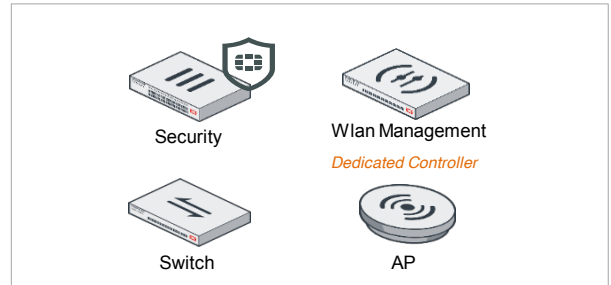 Security
Wlan Management
Dedicated Controller
Switch
AP